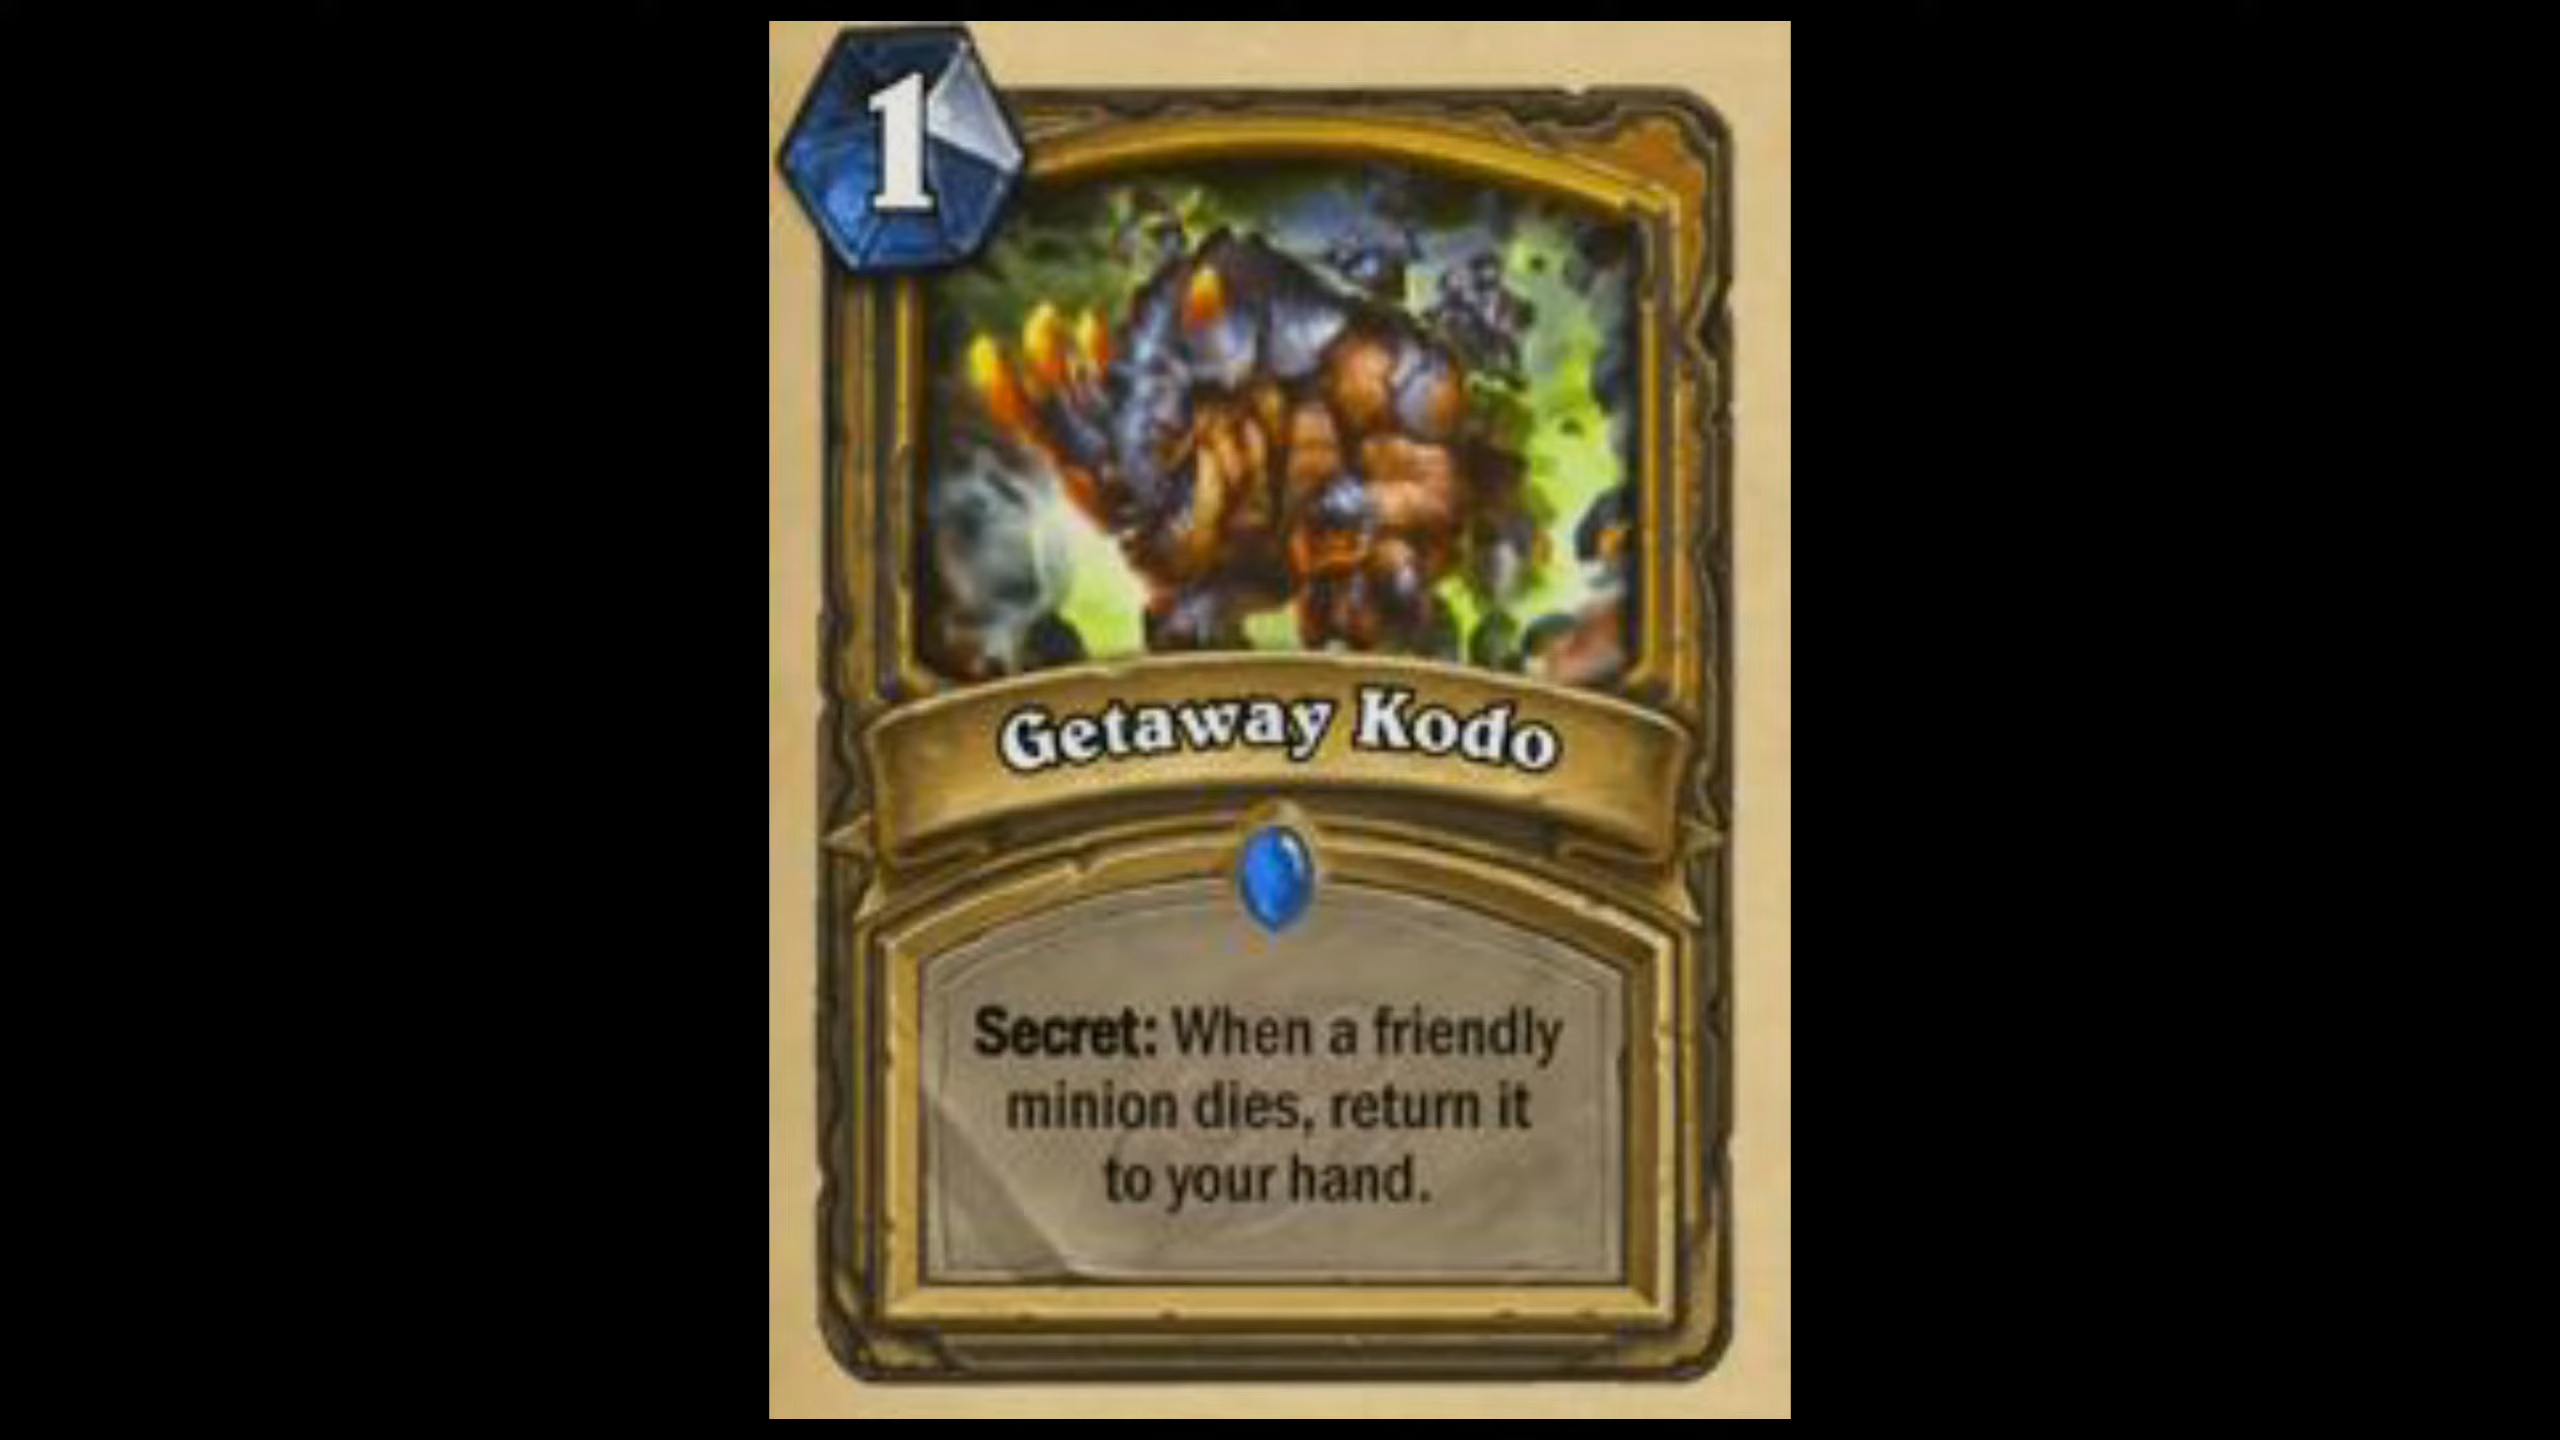 1
Getaway Kodo
Secret: When a friendly
minion dies, return it
to your hand.